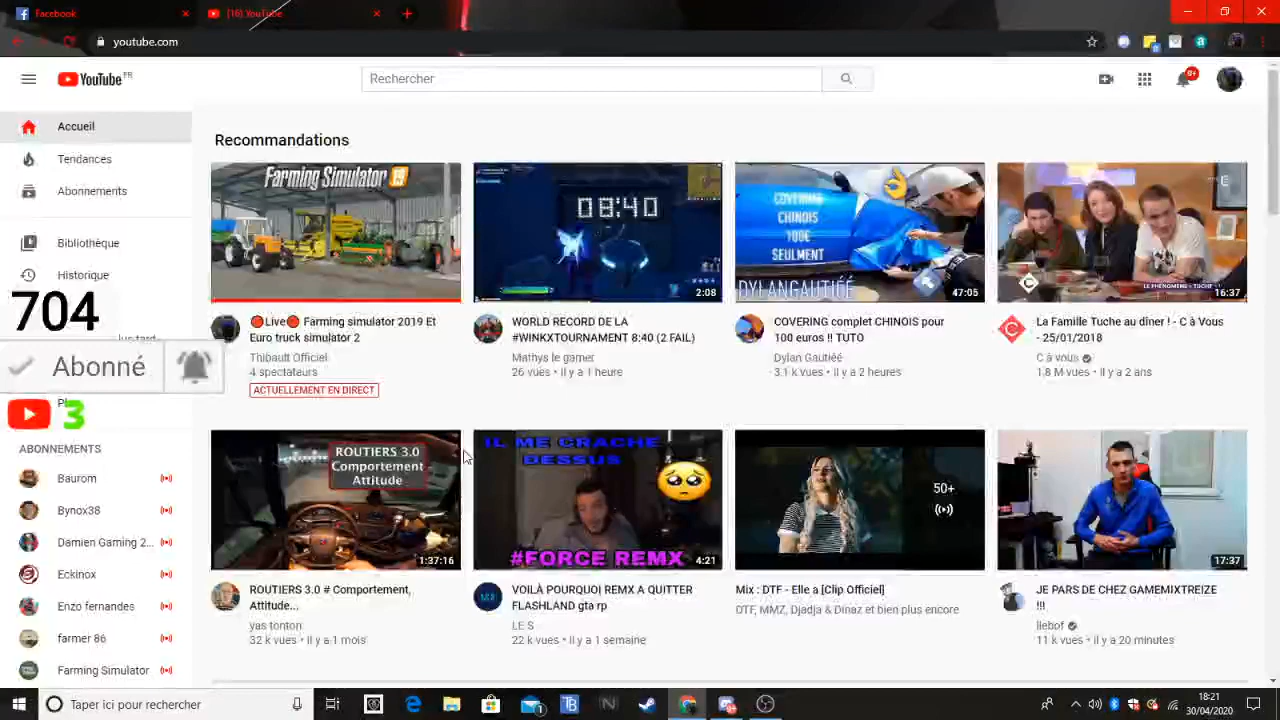 Facebook
(16) YouTube
youtube.com
YouTube FR
Rechercher
9+
Accueil
Tendances
Abonnements
Bibliothèque
Historique
704
Abonné
3
ABONNEMENTS
Baurom
Bynox38
Damien Gaming 2...
Eckinox
Enzo fernandes
farmer 86
Farming Simulator
Recommandations
Farming Simulator 19
🔴Live🔴 Farming simulator 2019 Et
Euro truck simulator 2
Thibault Officiel
4 spectateurs
ACTUELLEMENT EN DIRECT
08:40
2:08
WORLD RECORD DE LA
#WINKXTOURNAMENT 8:40 (2 FAIL)
Mathys le gamer
26 vues • il y a 1 heure
COVERING
CHINOIS
100€
SEULMENT
DYLANGAUTIÉÉ
47:05
COVERING complet CHINOIS pour
100 euros !! TUTO
Dylan Gautiéé
3,1 k vues • il y a 2 heures
LE PHÉNOMÈNE « TUCHE » !
16:37
La Famille Tuche au dîner ! - C à Vous
- 25/01/2018
C à vous
1,8 M vues • il y a 2 ans
ROUTIERS 3.0
Comportement
Attitude
1:37:16
ROUTIERS 3.0 # Comportement,
Attitude...
yas tonton
32 k vues • il y a 1 mois
IL ME CRACHE
DESSUS
#FORCE REMX
4:21
VOILÀ POURQUOI REMX A QUITTER
FLASHLAND gta rp
LE S
22 k vues • il y a 1 semaine
50+
Mix : DTF - Elle a [Clip Officiel]
DTF, MMZ, Djadja & Dinaz et bien plus encore
17:37
JE PARS DE CHEZ GAMEMIXTREIZE
!!!
llebof
11 k vues • il y a 20 minutes
Taper ici pour rechercher
18:21
30/04/2020